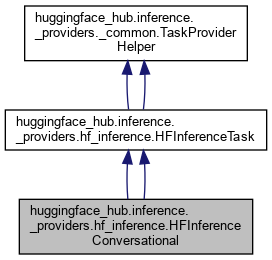 huggingface_hub.inference.
_providers._common.TaskProvider
Helper
huggingface_hub.inference.
_providers.hf_inference.HFInferenceTask
huggingface_hub.inference.
_providers.hf_inference.HFInference
Conversational